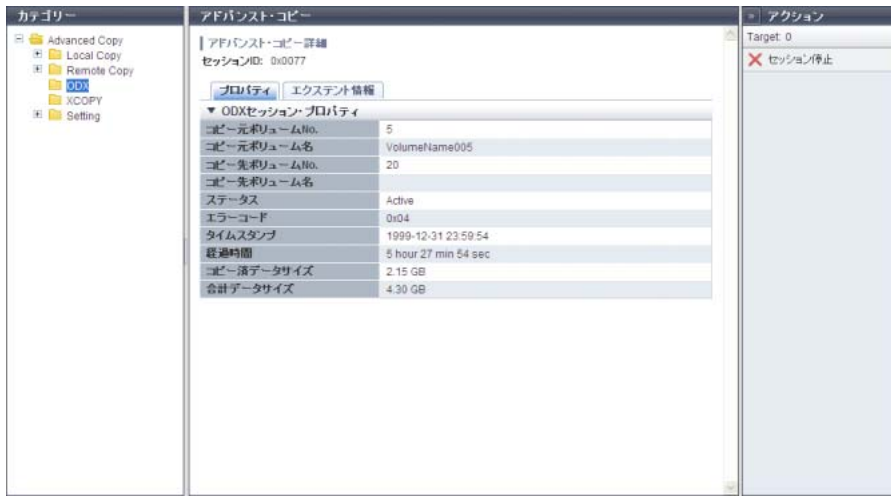 カテゴリー
Advanced Copy
Local Copy
Remote Copy
ODX
XCOPY
Setting
アドバンスト・コピー
アドバンスト・コピー詳細
セッションID: 0x0077
プロパティ エクステント情報
▼ ODXセッション・プロパティ
コピー元ボリュームNo. 5
コピー元ボリューム名 VolumeName005
コピー先ボリュームNo. 20
コピー先ボリューム名
ステータス Active
エラーコード 0x04
タイムスタンプ 1999-12-31 23:59:54
経過時間 5 hour 27 min 54 sec
コピー済データサイズ 2.15 GB
合計データサイズ 4.30 GB
» アクション
Target: 0
セッション停止